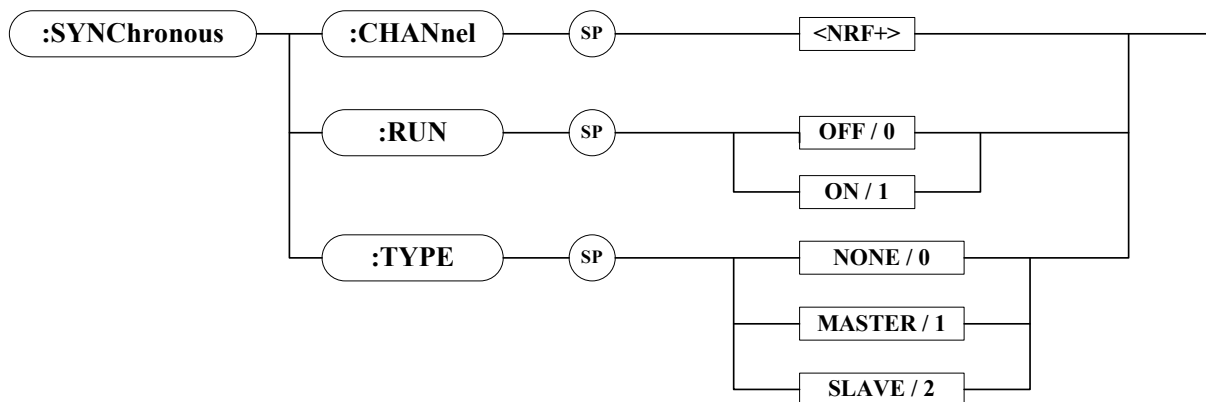 :SYNChronous :CHANnel SP <NRF+>
:RUN SP OFF / 0
ON / 1
:TYPE SP NONE / 0
MASTER / 1
SLAVE / 2